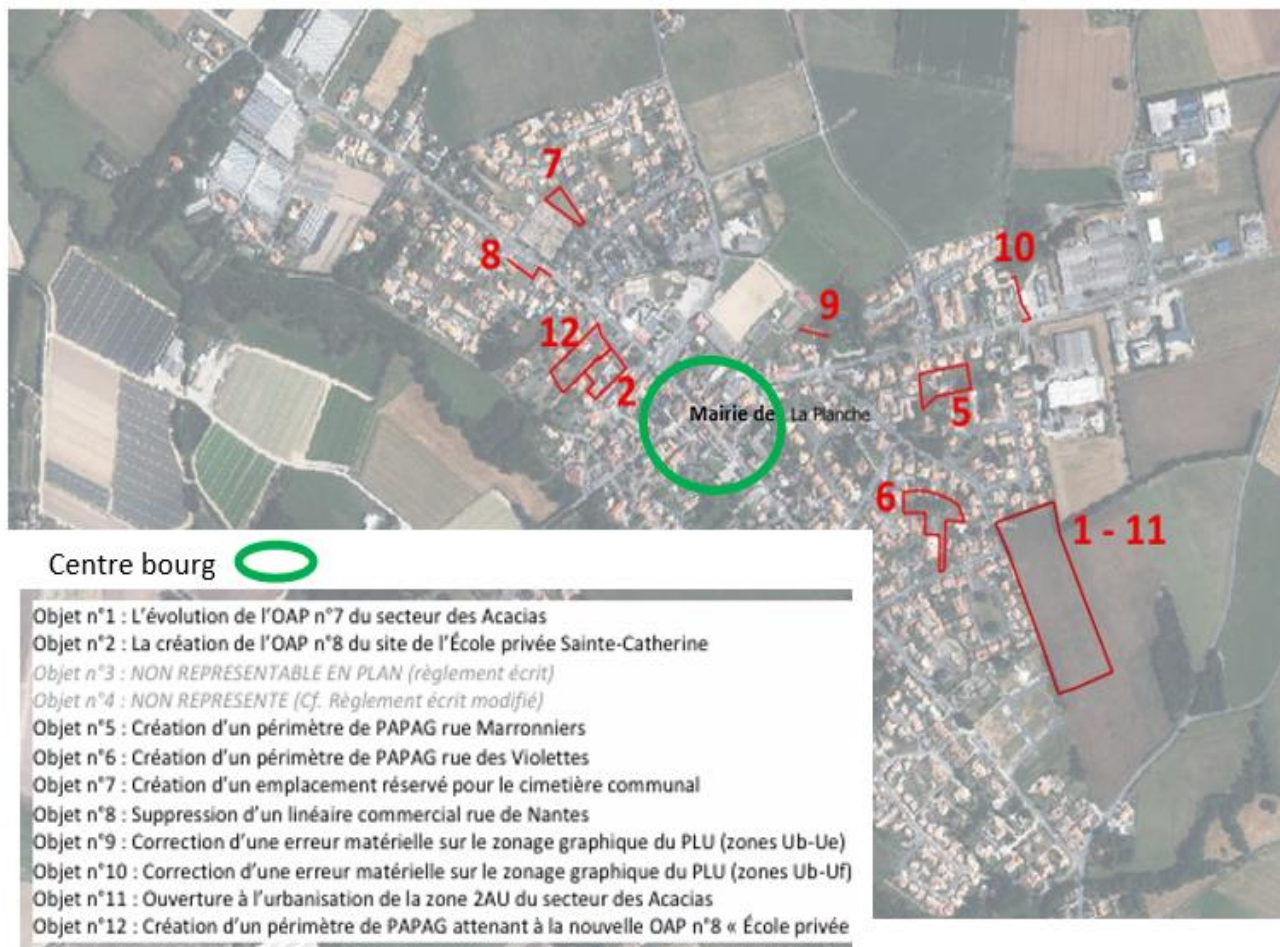 7
8
10
9
12
2
Mairie de La Planche
5
6
1 - 11
Centre bourg
Objet n°1 : L'évolution de l'OAP n°7 du secteur des Acacias
Objet n°2 : La création de l'OAP n°8 du site de l'École privée Sainte-Catherine
Objet n°3 : NON REPRESENTABLE EN PLAN (règlement écrit)
Objet n°4 : NON REPRESENTE (Cf. Règlement écrit modifié)
Objet n°5 : Création d'un périmètre de PAPAG rue Marronniers
Objet n°6 : Création d'un périmètre de PAPAG rue des Violettes
Objet n°7 : Création d'un emplacement réservé pour le cimetière communal
Objet n°8 : Suppression d'un linéaire commercial rue de Nantes
Objet n°9 : Correction d'une erreur matérielle sur le zonage graphique du PLU (zones Ub-Ue)
Objet n°10 : Correction d'une erreur matérielle sur le zonage graphique du PLU (zones Ub-Uf)
Objet n°11 : Ouverture à l'urbanisation de la zone 2AU du secteur des Acacias
Objet n°12 : Création d'un périmètre de PAPAG attenant à la nouvelle OAP n°8 « École privée